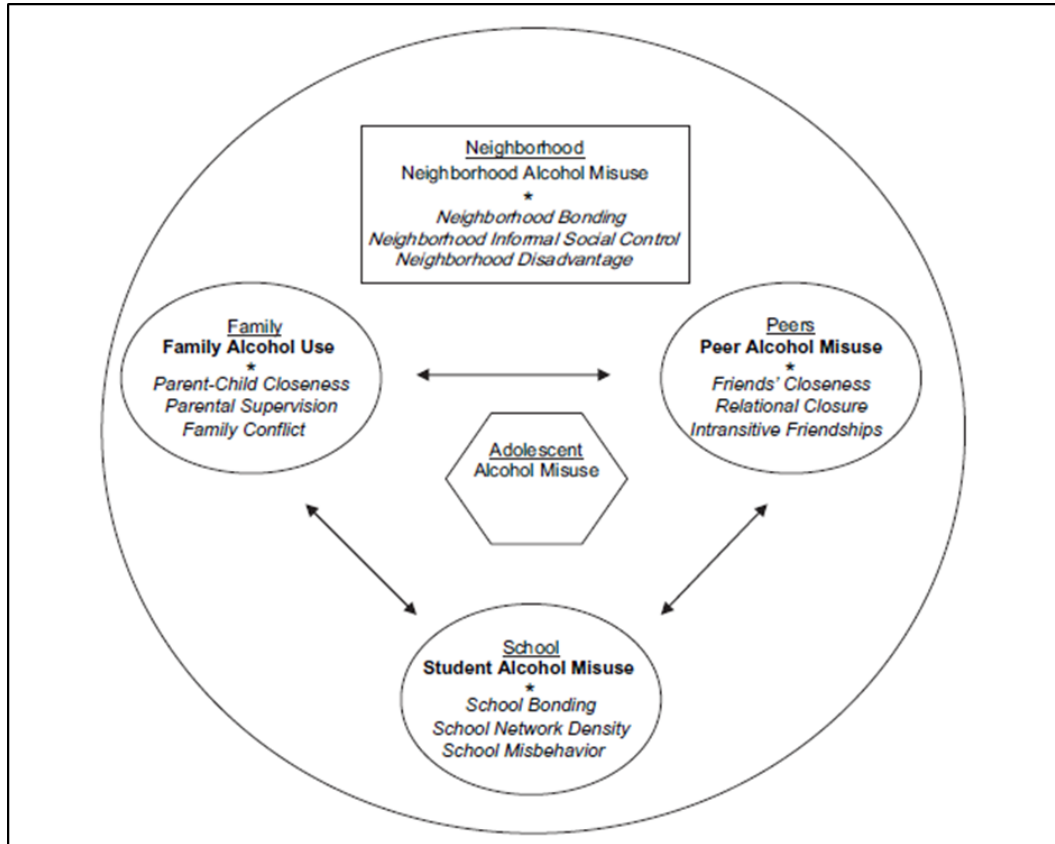 Neighborhood
Neighborhood Alcohol Misuse
*
Neighborhood Bonding
Neighborhood Informal Social Control
Neighborhood Disadvantage
Family
Family Alcohol Use
*
Parent-Child Closeness
Parental Supervision
Family Conflict
Peers
Peer Alcohol Misuse
*
Friends’ Closeness
Relational Closure
Intransitive Friendships
Adolescent
Alcohol Misuse
School
Student Alcohol Misuse
*
School Bonding
School Network Density
School Misbehavior